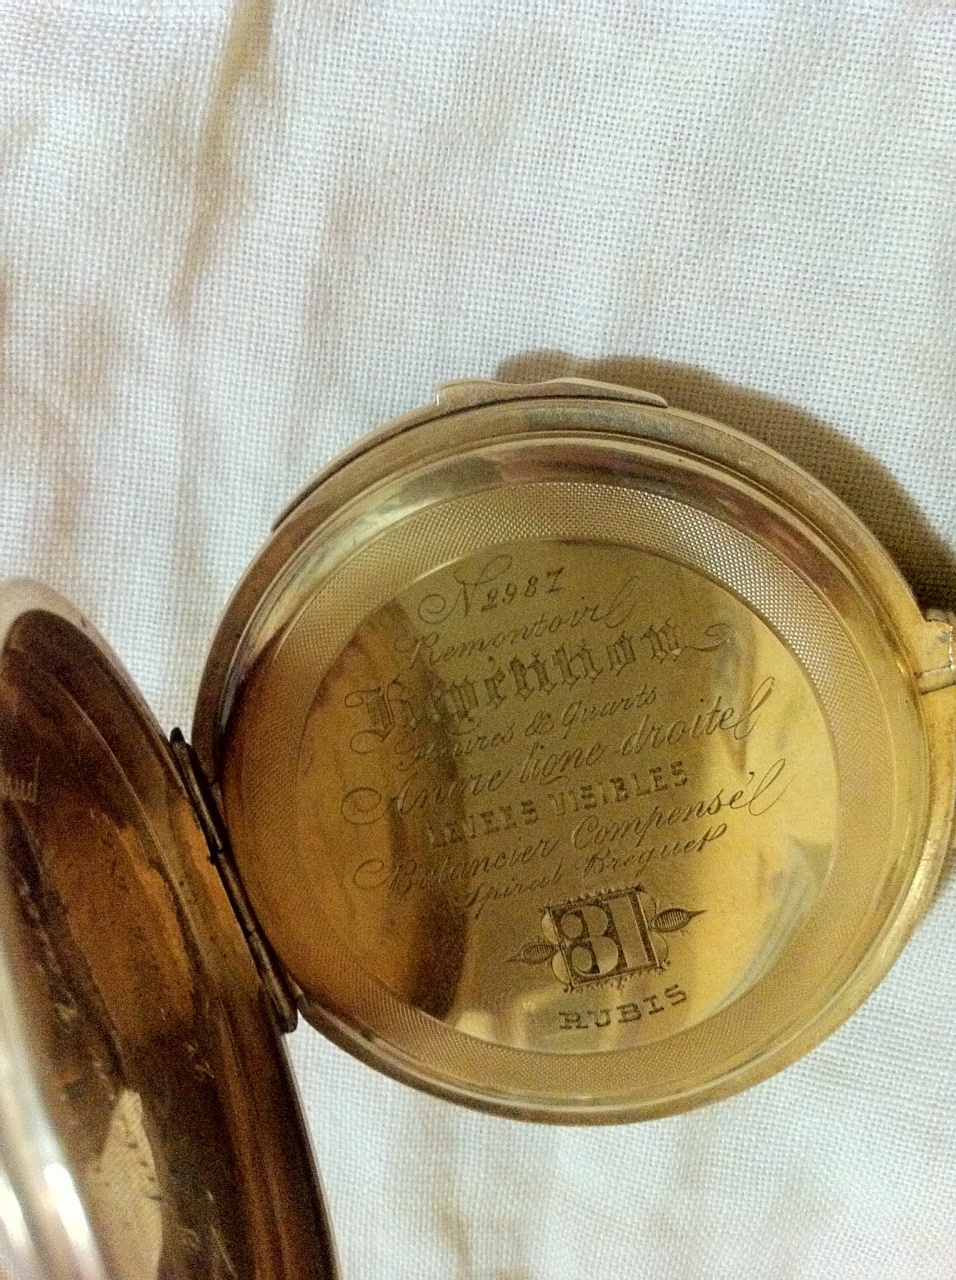 N 2987
Remontoir
Répétition
Heures & Quarts
Ancre ligne droite
LEVEES VISIBLES
Balancier Compensé
Spiral Breguet
31
RUBIS